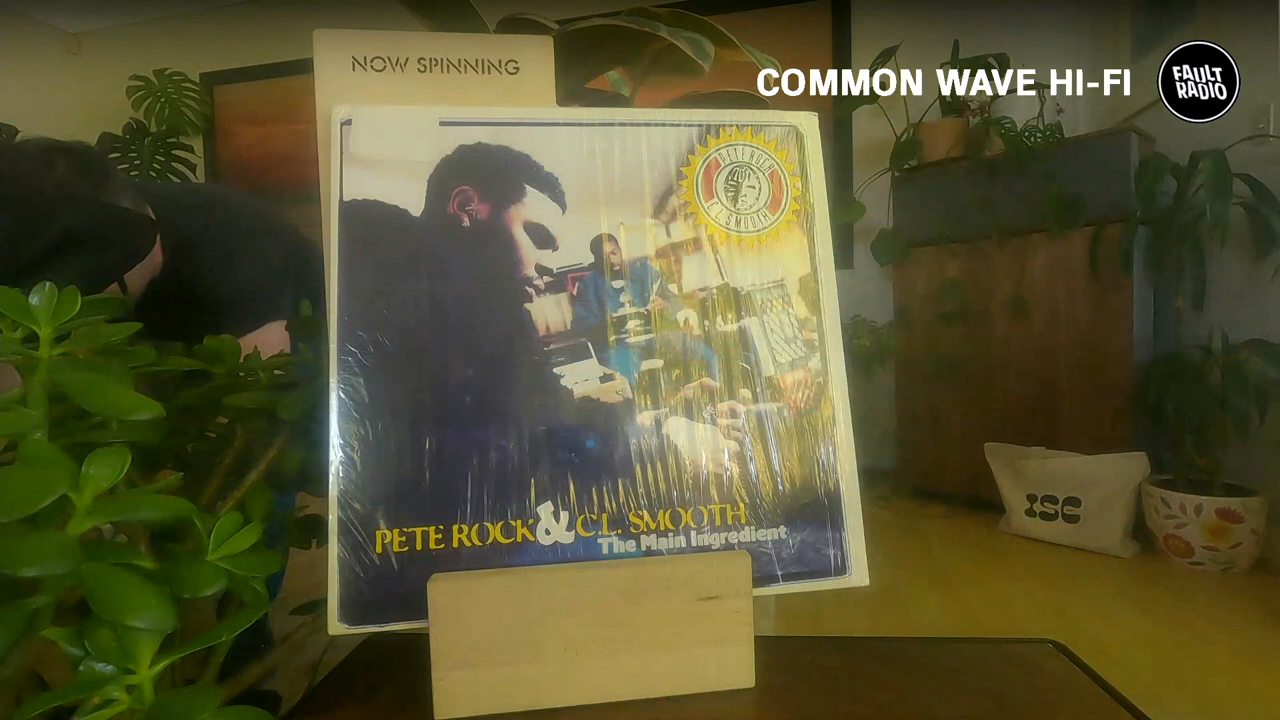 NOW SPINNING
COMMON WAVE HI-FI
FAULT
RADIO
PETE ROCK
C.L. SMOOTH
PETE ROCK & C.L. SMOOTH
The Main Ingredient
ISC